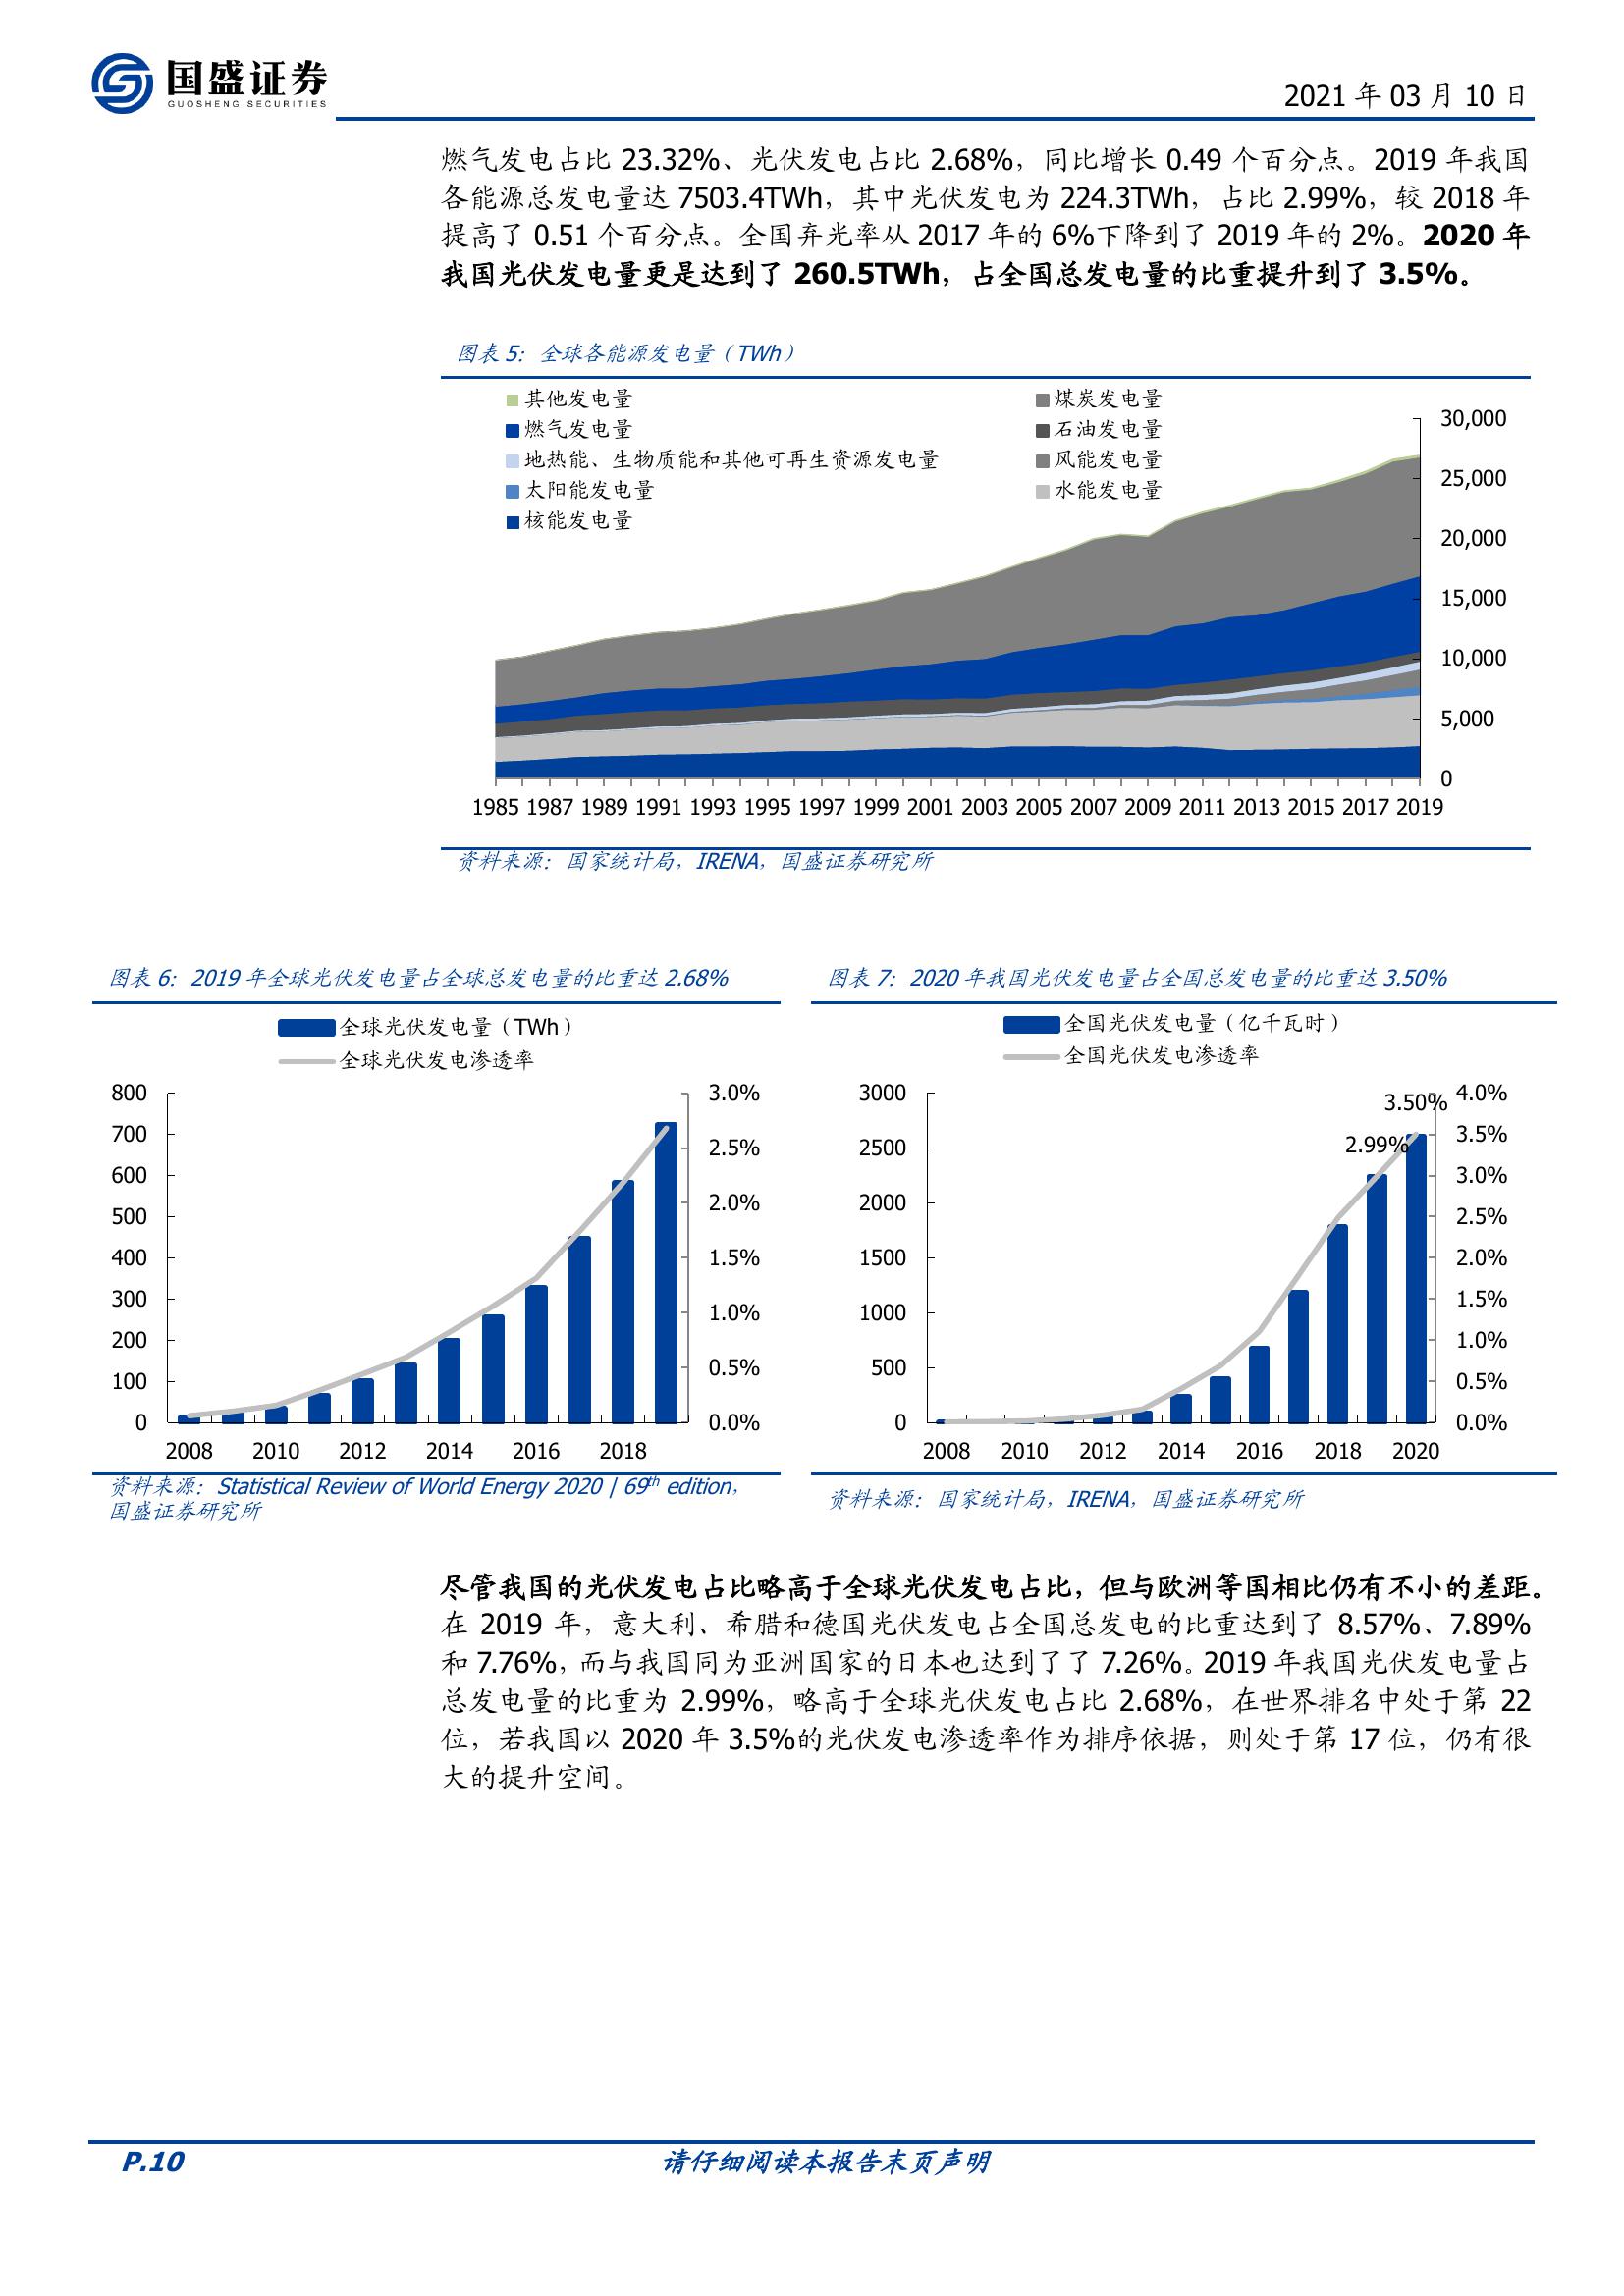 国盛证券
GUOSHENG SECURITIES
2021 年 03 月 10 日
燃气发电占比 23.32%、光伏发电占比 2.68%，同比增长 0.49 个百分点。2019 年我国
各能源总发电量达 7503.4TWh，其中光伏发电为 224.3TWh，占比 2.99%，较 2018 年
提高了 0.51 个百分点。全国弃光率从 2017 年的 6%下降到了 2019 年的 2%。2020 年
我国光伏发电量更是达到了 260.5TWh，占全国总发电量的比重提升到了 3.5%。
图表 5：全球各能源发电量（TWh）
其他发电量 煤炭发电量
燃气发电量 石油发电量
地热能、生物质能和其他可再生资源发电量 风能发电量
太阳能发电量 水能发电量
核能发电量
30,000
25,000
20,000
15,000
10,000
5,000
0
1985 1987 1989 1991 1993 1995 1997 1999 2001 2003 2005 2007 2009 2011 2013 2015 2017 2019
资料来源：国家统计局，IRENA，国盛证券研究所
图表 6：2019 年全球光伏发电量占全球总发电量的比重达 2.68%
全球光伏发电量（TWh）
全球光伏发电渗透率
800 3.0%
700
2.5%
600
2.0%
500
400 1.5%
300
1.0%
200
0.5%
100
0 0.0%
2008 2010 2012 2014 2016 2018
资料来源：Statistical Review of World Energy 2020 | 69th edition，
国盛证券研究所
图表 7：2020 年我国光伏发电量占全国总发电量的比重达 3.50%
全国光伏发电量（亿千瓦时）
全国光伏发电渗透率
3000 4.0%
3.50%
3.5%
2.99%
2500
3.0%
2000 2.5%
1500 2.0%
1.5%
1000
1.0%
500
0.5%
0 0.0%
2008 2010 2012 2014 2016 2018 2020
资料来源：国家统计局，IRENA，国盛证券研究所
尽管我国的光伏发电占比略高于全球光伏发电占比，但与欧洲等国相比仍有不小的差距。
在 2019 年，意大利、希腊和德国光伏发电占全国总发电的比重达到了 8.57%、7.89%
和 7.76%，而与我国同为亚洲国家的日本也达到了了 7.26%。2019 年我国光伏发电量占
总发电量的比重为 2.99%，略高于全球光伏发电占比 2.68%，在世界排名中处于第 22
位，若我国以 2020 年 3.5%的光伏发电渗透率作为排序依据，则处于第 17 位，仍有很
大的提升空间。
P.10
请仔细阅读本报告末页声明